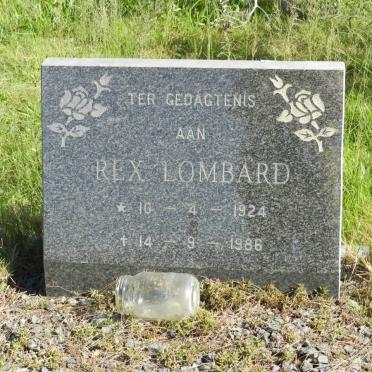 TER GEDAGTENIS
AAN
REX LOMBARD
* 10 - 4 - 1924
† 14 - 9 - 1986